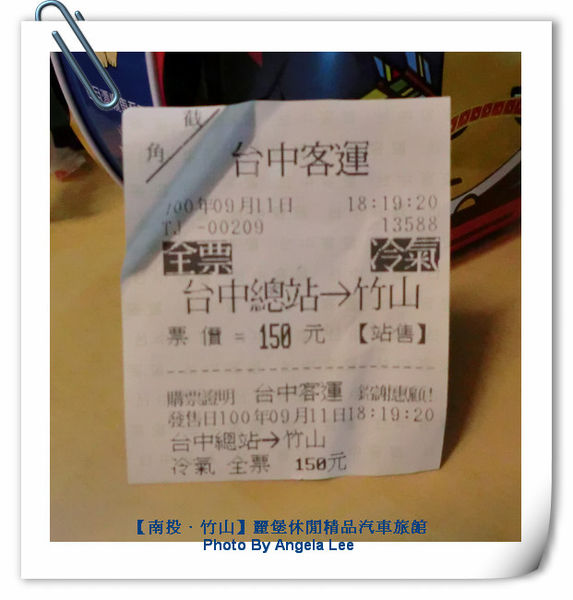 截
角
台中客運
100年09月11日 18:19:20
TJ -00209 13588
全票 冷氣
台中總站→竹山
票 價 = 150 元 【站售】
購票證明 台中客運 銘謝惠顧!
發售日100年09月11日18:19:20
台中總站→竹山
冷氣 全票 150元
【南投‧竹山】麗堡休閒精品汽車旅館
Photo By Angela Lee